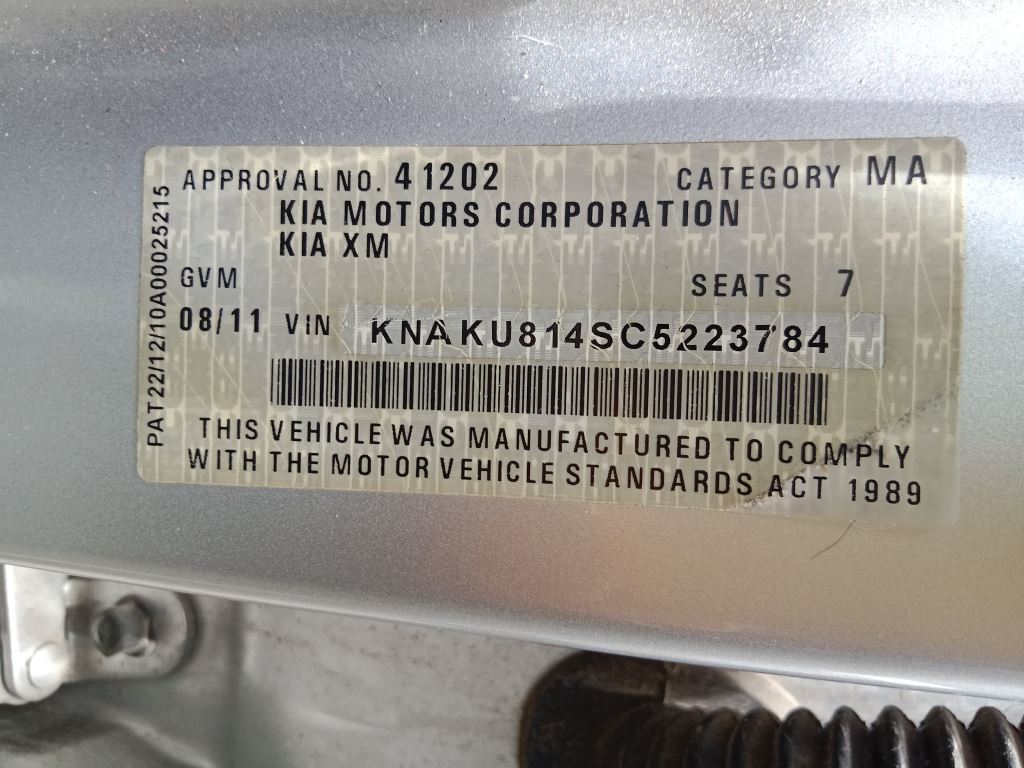 APPROVAL NO. 41202 CATEGORY MA
KIA MOTORS CORPORATION
KIA XM
GVM SEATS 7
08/11 VIN KNAKU814SC5223784
THIS VEHICLE WAS MANUFACTURED TO COMPLY
WITH THE MOTOR VEHICLE STANDARDS ACT 1989
PAT22/12/10A00025215